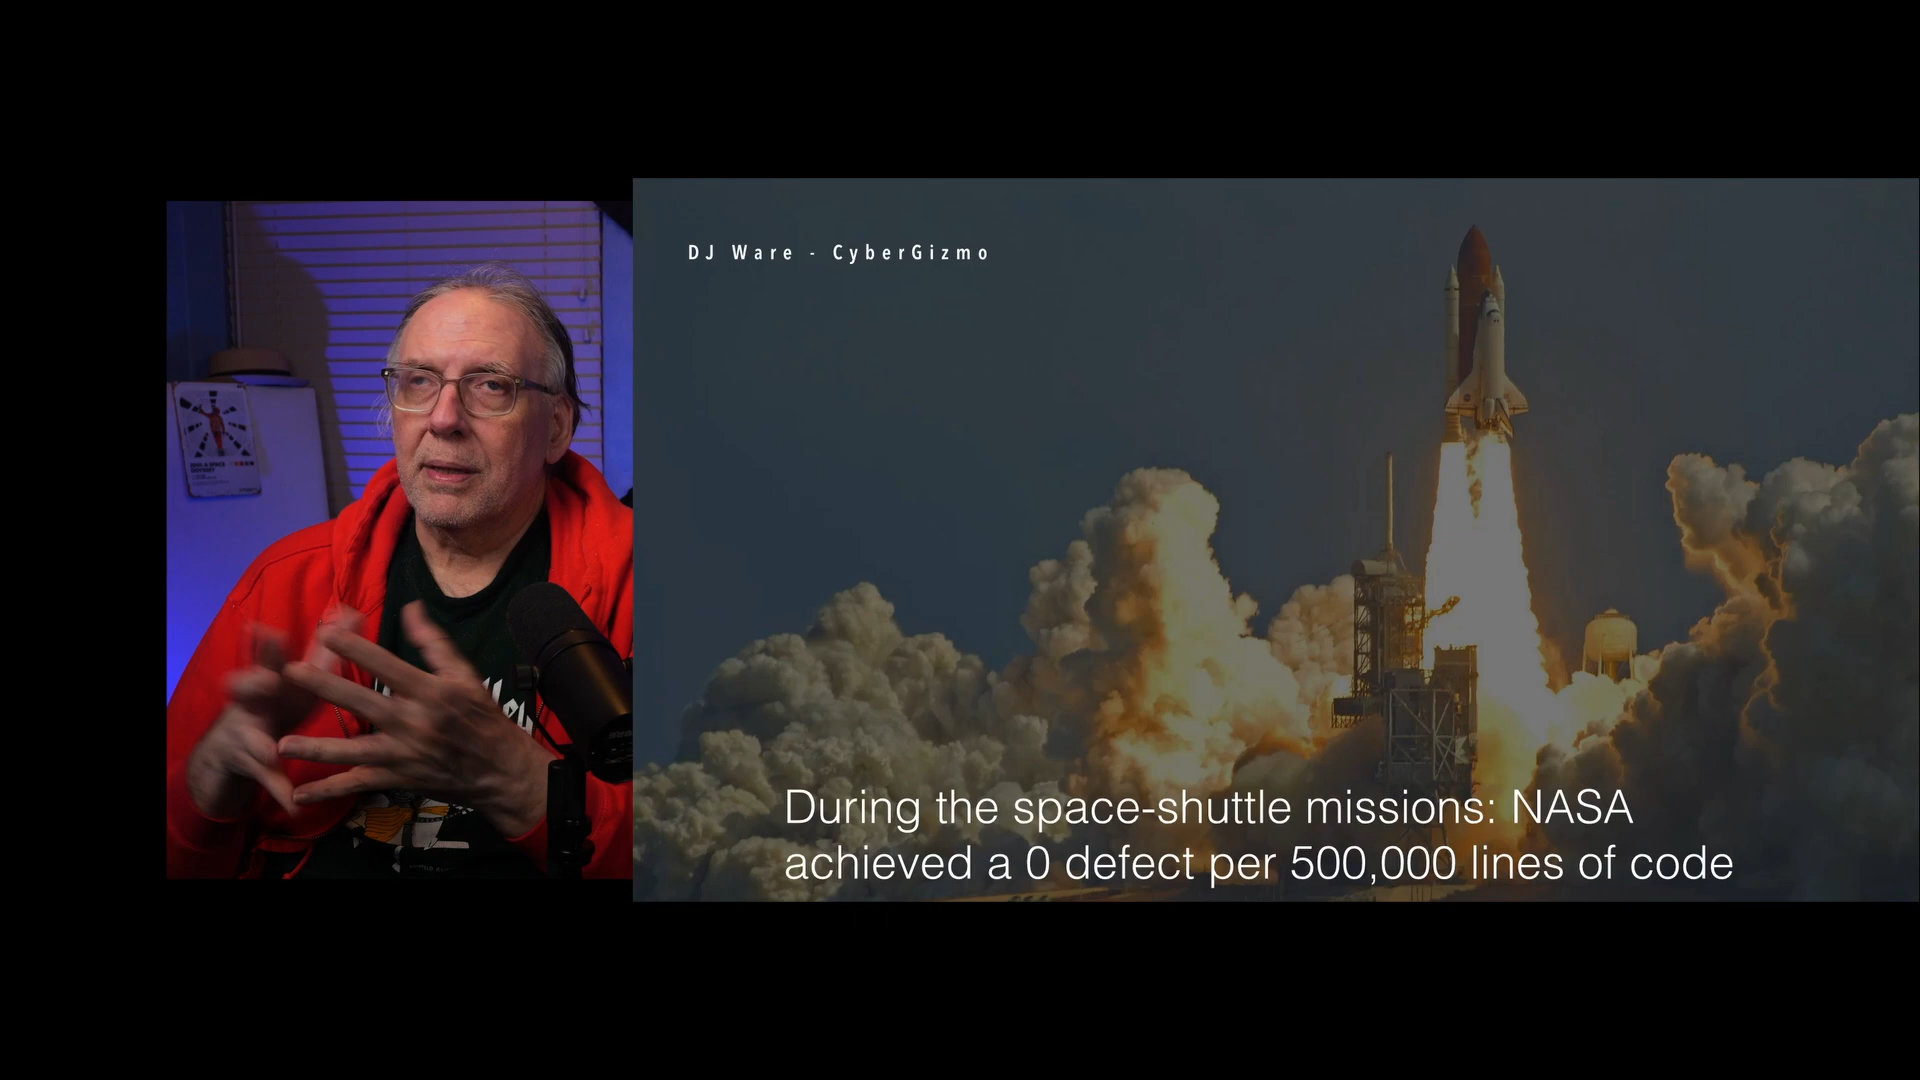 DJ Ware - CyberGizmo
During the space-shuttle missions: NASA
achieved a 0 defect per 500,000 lines of code